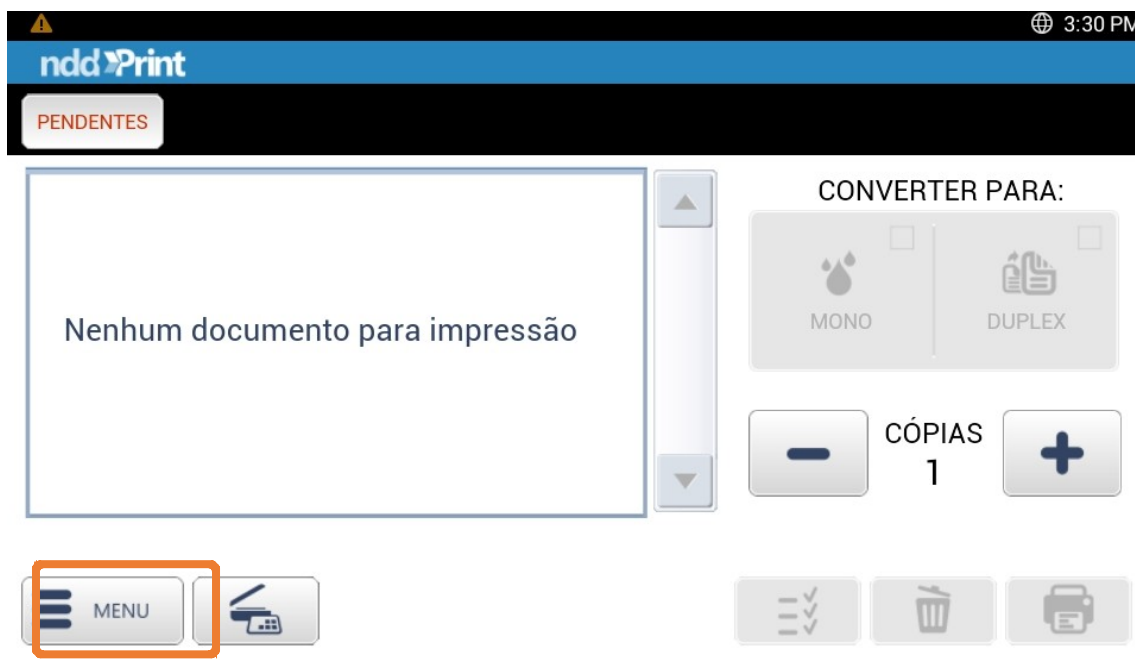 3:30 PM
ndd Print
PENDENTES
CONVERTER PARA:
MONO
DUPLEX
Nenhum documento para impressão
CÓPIAS
1
MENU